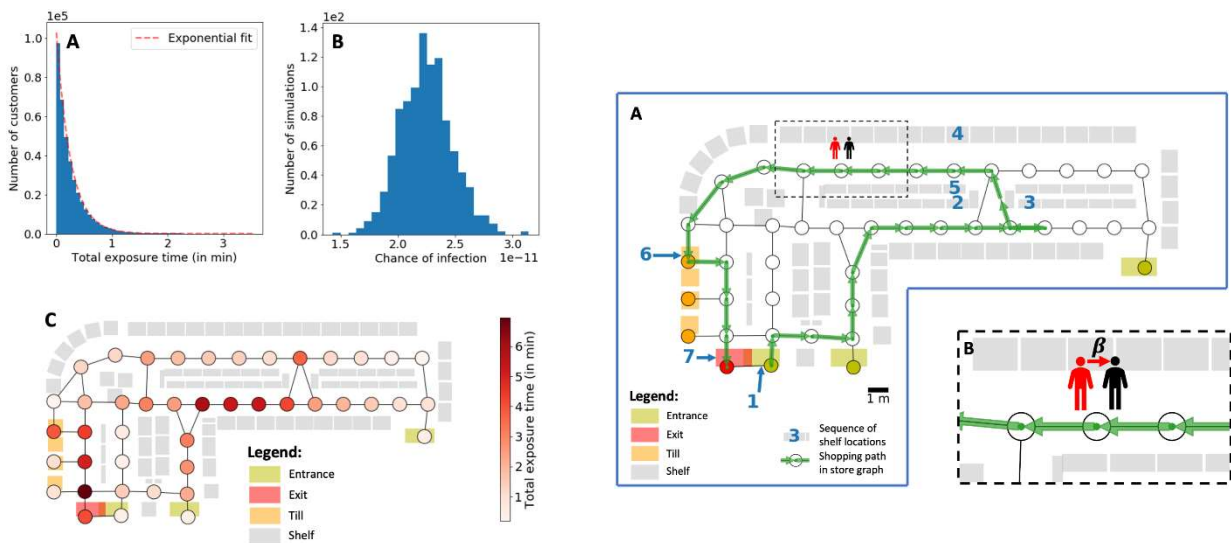 1e5
A
Exponential fit
1.0
0.8
0.6
0.4
0.2
0.0
Number of customers
0
1
2
3
Total exposure time (in min)
1e2
B
1.4
1.2
1.0
0.8
0.6
0.4
0.2
0.0
Number of simulations
1.5
2.0
2.5
3.0
1e−11
Chance of infection
C
6
5
4
3
2
1
Total exposure time (in min)
Legend:
Entrance
Exit
Till
Shelf
A
4
5
2
3
6
7
1
1 m
Legend:
Entrance
Exit
Till
Shelf
3
Sequence of
shelf locations
Shopping path
in store graph
B
β